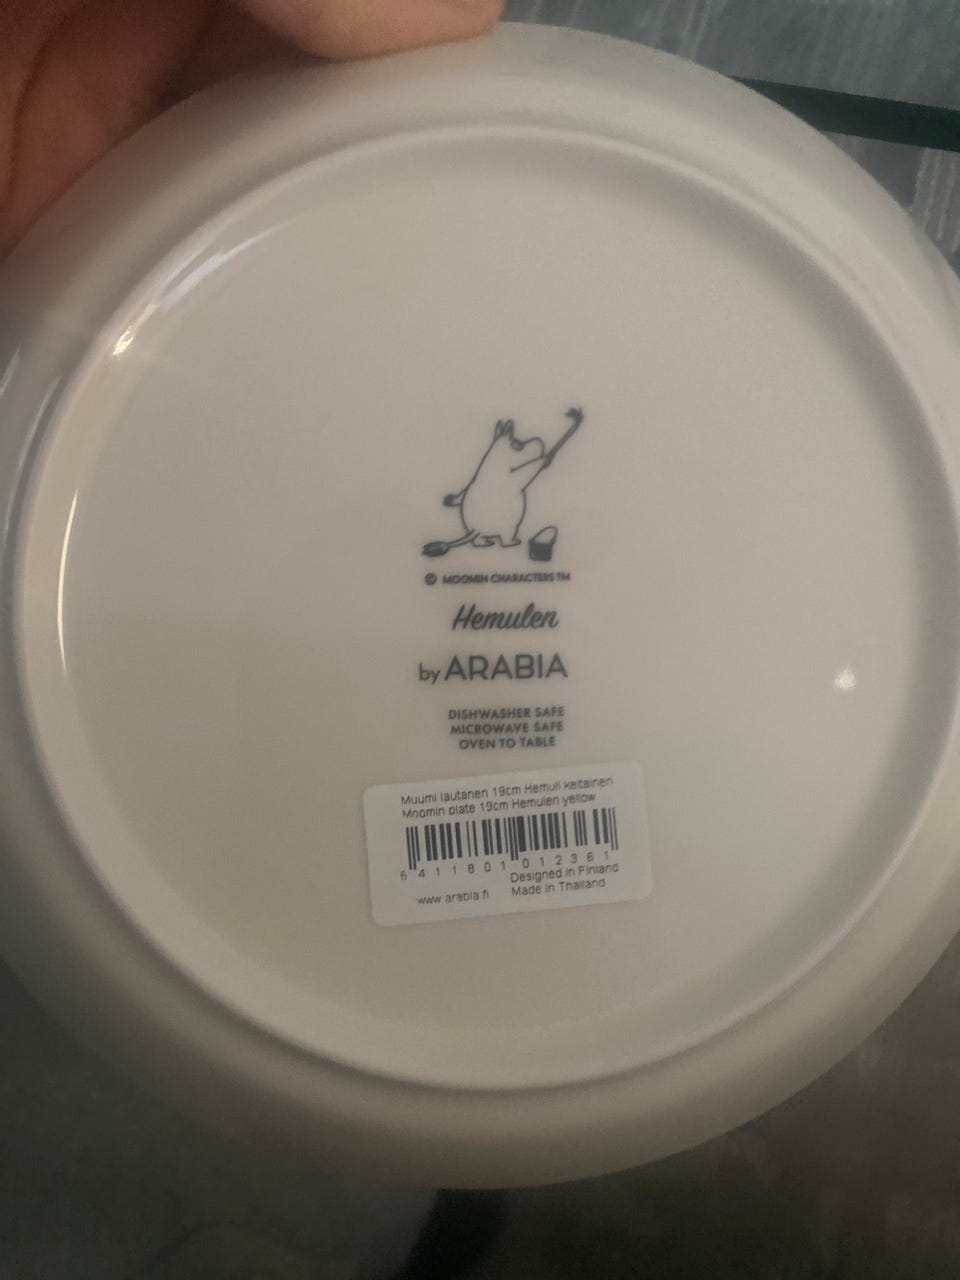 © MOOMIN CHARACTERS TM
Hemulen
by ARABIA
DISHWASHER SAFE
MICROWAVE SAFE
OVEN TO TABLE
Muumi lautanen 19cm Hemuli keltainen
Moomin plate 19cm Hemulen yellow
6 411801 012361
Designed in Finland
www.arabia.fi Made in Thailand